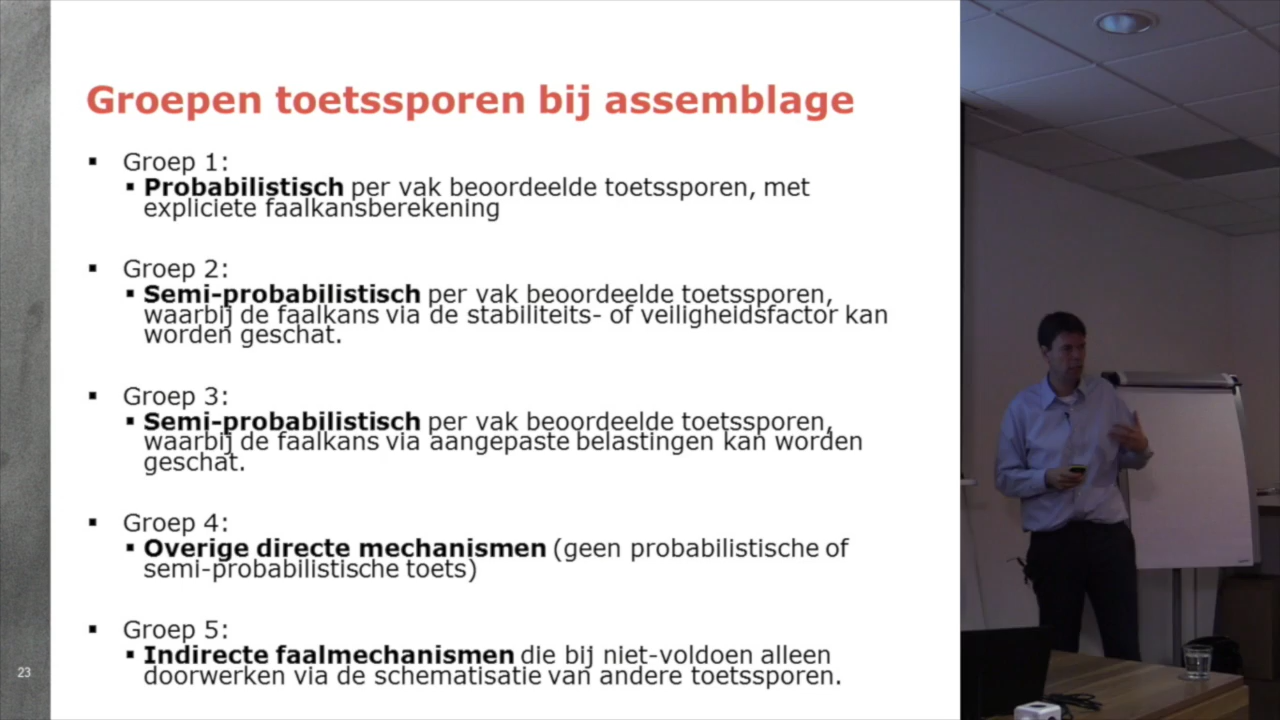 Groepen toetssporen bij assemblage
▪ Groep 1:
▪ Probabilistisch per vak beoordeelde toetssporen, met
expliciete faalkansberekening
▪ Groep 2:
▪ Semi-probabilistisch per vak beoordeelde toetssporen,
waarbij de faalkans via de stabiliteits- of veiligheidsfactor kan
worden geschat.
▪ Groep 3:
▪ Semi-probabilistisch per vak beoordeelde toetssporen,
waarbij de faalkans via aangepaste belastingen kan worden
geschat.
▪ Groep 4:
▪ Overige directe mechanismen (geen probabilistische of
semi-probabilistische toets)
▪ Groep 5:
▪ Indirecte faalmechanismen die bij niet-voldoen alleen
doorwerken via de schematisatie van andere toetssporen.
23